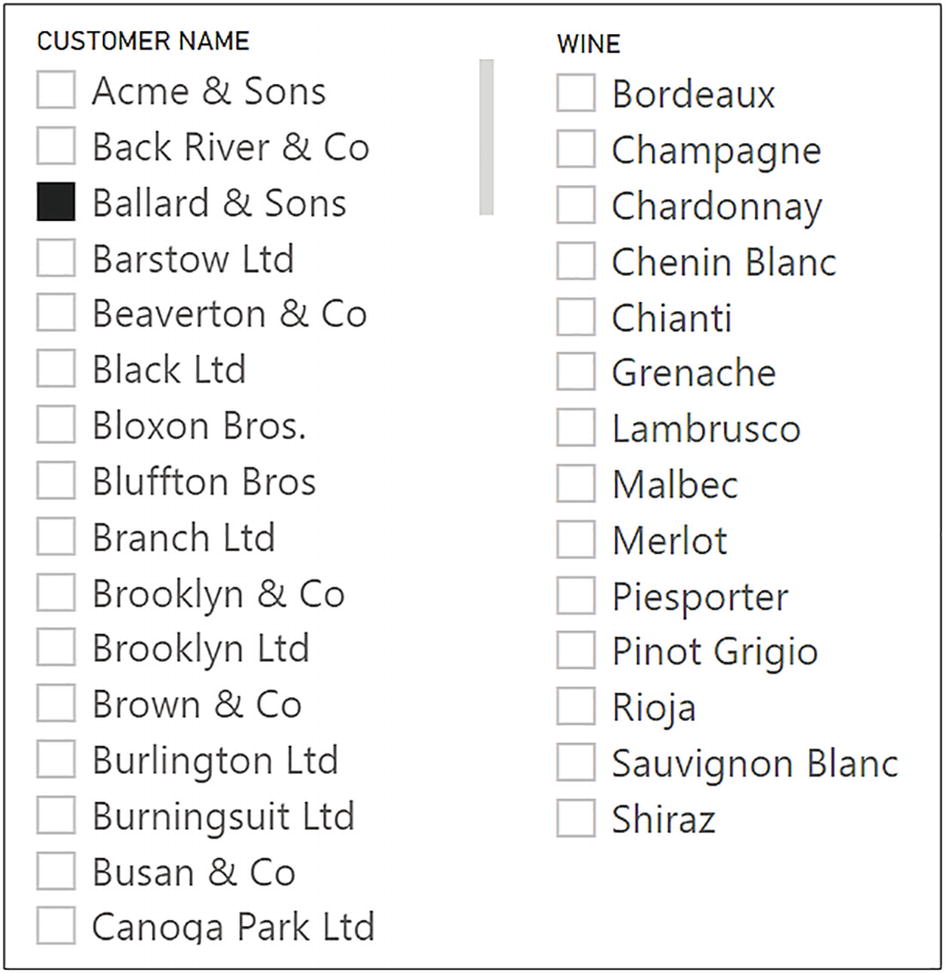 CUSTOMER NAME
Acme & Sons
Back River & Co
Ballard & Sons
Barstow Ltd
Beaverton & Co
Black Ltd
Bloxon Bros.
Bluffton Bros
Branch Ltd
Brooklyn & Co
Brooklyn Ltd
Brown & Co
Burlington Ltd
Burningsuit Ltd
Busan & Co
Canoga Park Ltd
WINE
Bordeaux
Champagne
Chardonnay
Chenin Blanc
Chianti
Grenache
Lambrusco
Malbec
Merlot
Piesporter
Pinot Grigio
Rioja
Sauvignon Blanc
Shiraz